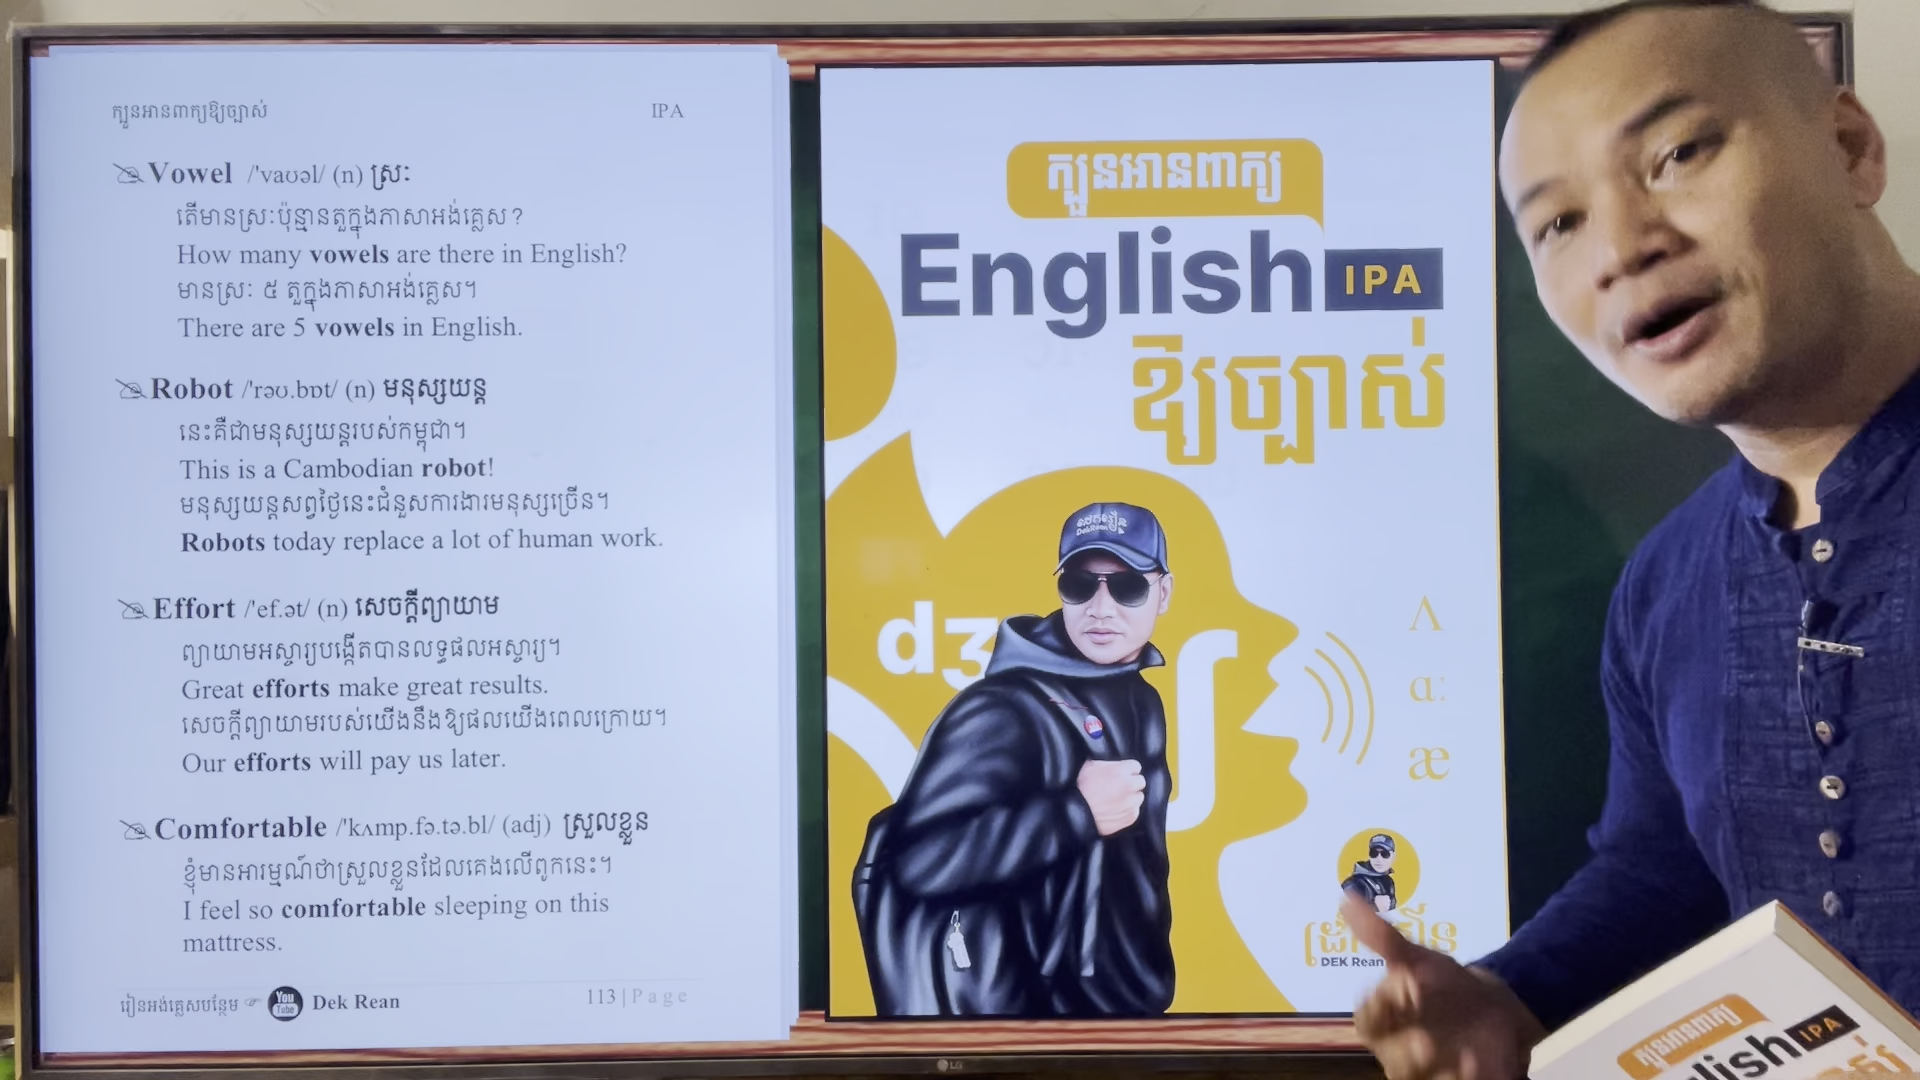 ក្បួនអានពាក្យឱ្យច្បាស់ IPA
Vowel /'vaʊəl/ (n) ស្រៈ
តើមានស្រៈប៉ុន្មានតួក្នុងភាសាអង់គ្លេស?
How many vowels are there in English?
មានស្រៈ ៥ តួក្នុងភាសាអង់គ្លេស។
There are 5 vowels in English.
Robot /'rəʊ.bɒt/ (n) មនុស្សយន្ត
នេះគឺជាមនុស្សយន្តរបស់កម្ពុជា។
This is a Cambodian robot!
មនុស្សយន្តសព្វថ្ងៃនេះជំនួសការងារមនុស្សច្រើន។
Robots today replace a lot of human work.
Effort /'ef.ət/ (n) សេចក្តីព្យាយាម
ព្យាយាមអស្ចារ្យបង្កើតបានលទ្ធផលអស្ចារ្យ។
Great efforts make great results.
សេចក្តីព្យាយាមរបស់យើងនឹងឱ្យផលយើងពេលក្រោយ។
Our efforts will pay us later.
Comfortable /'kʌmp.fə.tə.bl/ (adj) ស្រួលខ្លួន
ខ្ញុំមានអារម្មណ៍ថាស្រួលខ្លួនដែលគេងលើពូកនេះ។
I feel so comfortable sleeping on this
mattress.
រៀនអង់គ្លេសបន្ថែម You Tube Dek Rean 113 | Page
ក្បួនអានពាក្យ
English IPA
ឱ្យច្បាស់
ʌ
dʒ
ʃ
ɑː
æ
DEK Rean
LG
ក្បួនអានពាក្យ
glish IPA